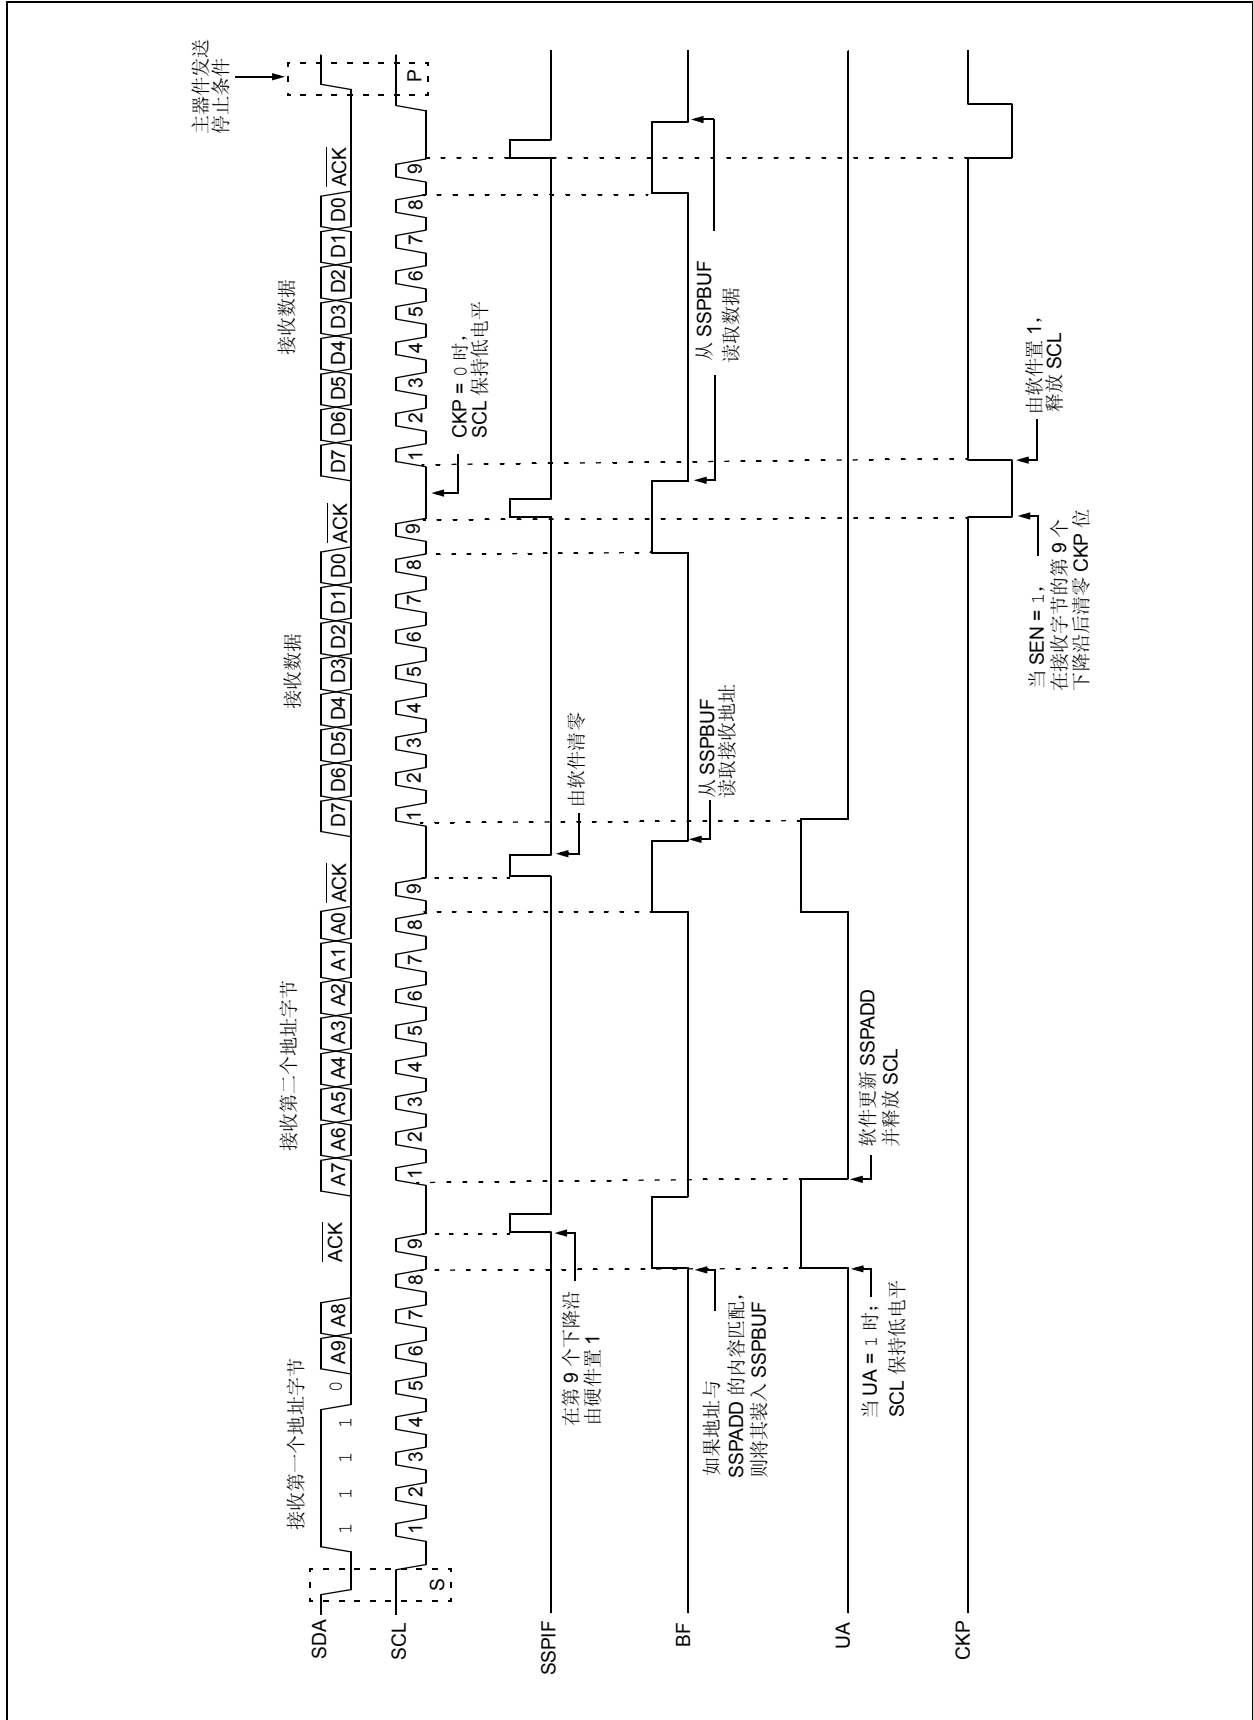 接收第一个地址字节
接收第二个地址字节
接收数据
接收数据
主器件发送
停止条件
SDA
1 1 1 1 0 A9 A8 ACK A7 A6 A5 A4 A3 A2 A1 A0 ACK D7 D6 D5 D4 D3 D2 D1 D0 ACK D7 D6 D5 D4 D3 D2 D1 D0 ACK
SCL
S 1 2 3 4 5 6 7 8 9 1 2 3 4 5 6 7 8 9 1 2 3 4 5 6 7 8 9 1 2 3 4 5 6 7 8 9 P
CKP = 0 时，
SCL 保持低电平
SSPIF
在第 9 个下降沿
由硬件置 1
由软件清零
BF
如果地址与
SSPADD 的内容匹配，
则将其装入 SSPBUF
从 SSPBUF
读取接收地址
从 SSPBUF
读取数据
UA
当 UA = 1 时；
SCL 保持低电平
软件更新 SSPADD
并释放 SCL
CKP
当 SEN = 1，
在接收字节的第 9 个
下降沿后清零 CKP 位
由软件置 1，
释放 SCL